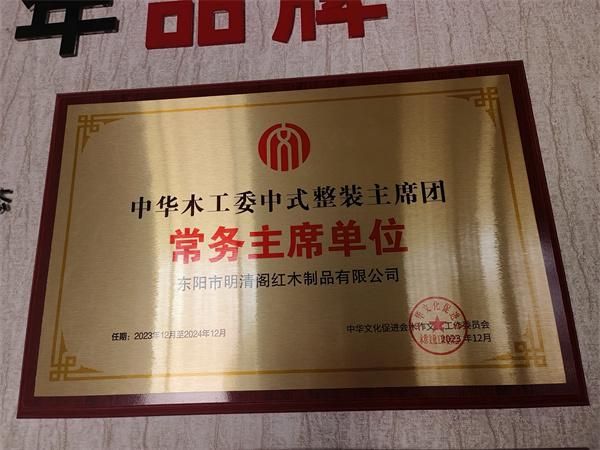 年品牌
中华木工委中式整装主席团
常务主席单位
东阳市明清阁红木制品有限公司
任期：2023年12月至2024年12月
中华文化促进会木作文化工作委员会
2023年12月